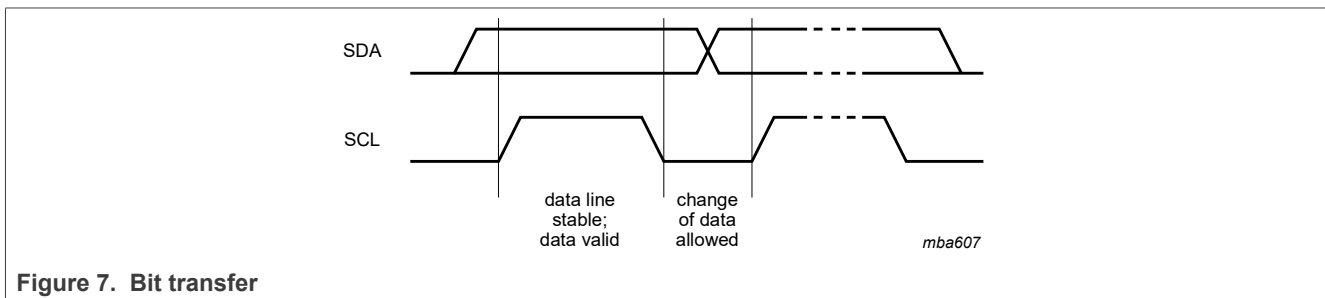 SDA
SCL
data line
stable;
data valid
change
of data
allowed
mba607
Figure 7. Bit transfer